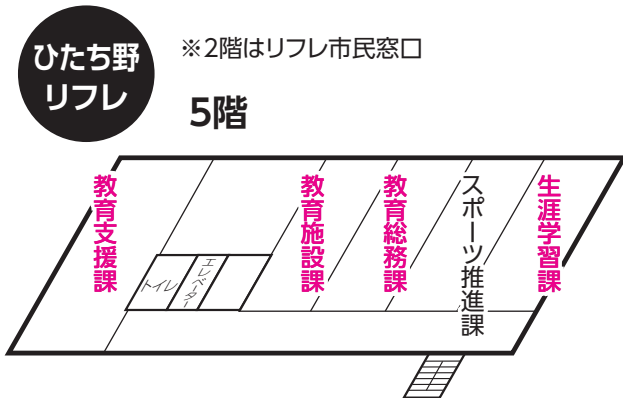 ひたち野
リフレ
※2階はリフレ市民窓口
5階
教育支援課
トイレ
エレベーター
教育施設課
教育総務課
スポーツ推進課
生涯学習課